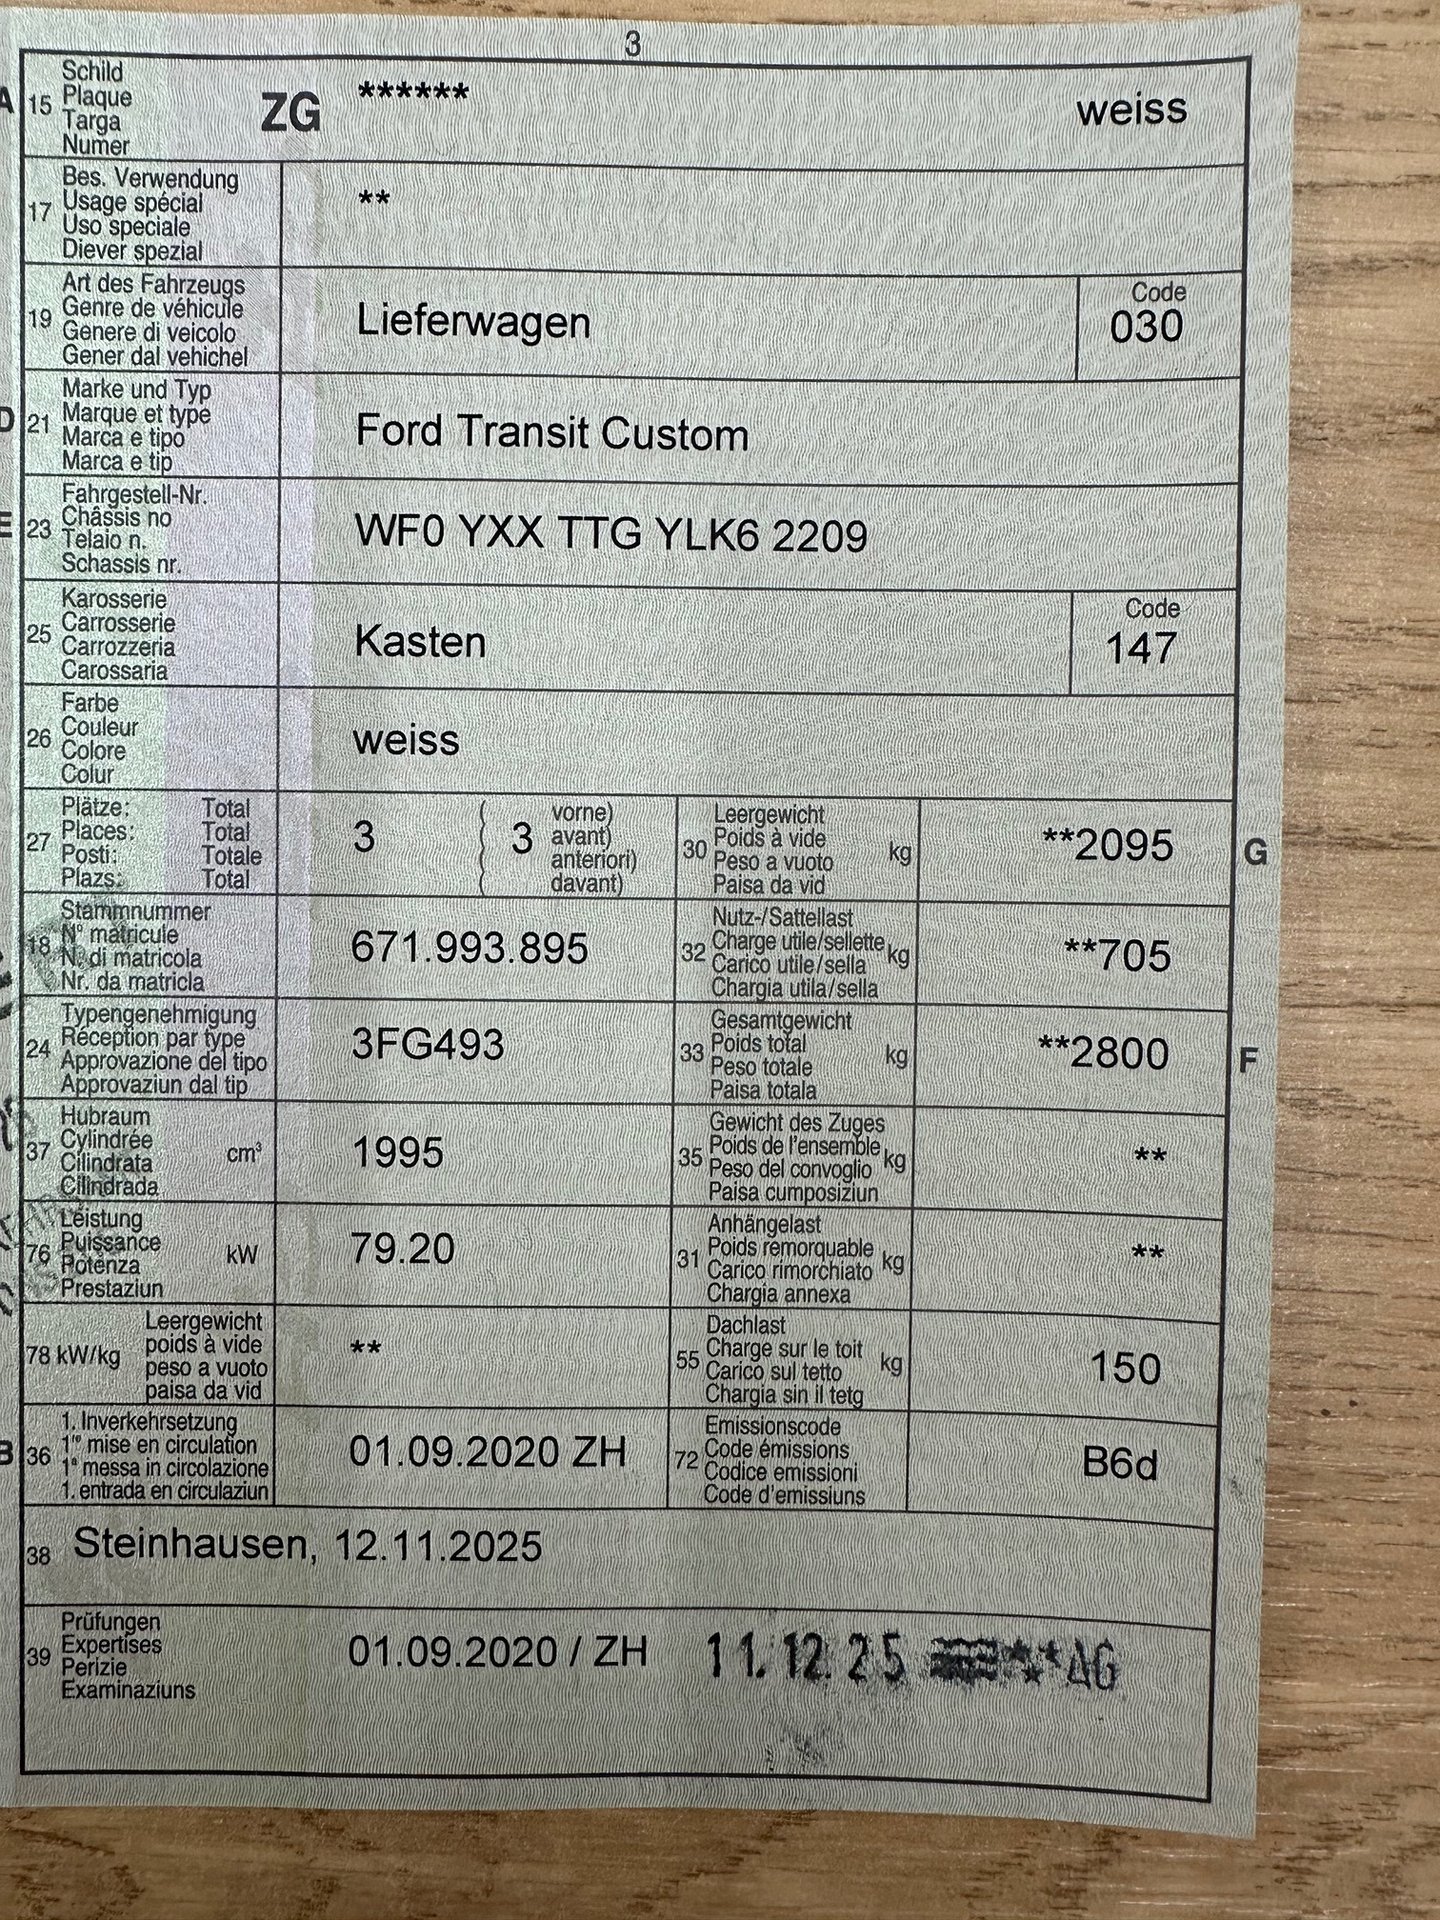 3
A 15 Schild
Plaque
Targa
Numer
ZG ****** weiss
17 Bes. Verwendung
Usage spécial
Uso speciale
Diever spezial
**
19 Art des Fahrzeugs
Genre de véhicule
Genere di veicolo
Gener dal vehichel
Lieferwagen
Code
030
D 21 Marke und Typ
Marque et type
Marca e tipo
Marca e tip
Ford Transit Custom
E 23 Fahrgestell-Nr.
Châssis no
Telaio n.
Schassis nr.
WF0 YXX TTG YLK6 2209
25 Karosserie
Carrosserie
Carrozzeria
Carossaria
Kasten
Code
147
26 Farbe
Couleur
Colore
Colur
weiss
27 Plätze: Total
Places: Total
Posti: Totale
Plazs: Total
3 ( 3 vorne)
( avant)
( anteriori)
( davant)
30 Leergewicht
Poids à vide
Peso a vuoto kg
Paisa da vid
**2095 G
18 Stammnummer
N° matricule
N. di matricola
Nr. da matricla
671.993.895
32 Nutz-/Sattellast
Charge utile/sellette kg
Carico utile/sella
Chargia utila/sella
**705
24 Typengenehmigung
Réception par type
Approvazione del tipo
Approvaziun dal tip
3FG493
33 Gesamtgewicht
Poids total
Peso totale kg
Paisa totala
**2800 F
37 Hubraum
Cylindrée
Cilindrata cm³
Cilindrada
1995
35 Gewicht des Zuges
Poids de l'ensemble
Peso del convoglio kg
Paisa cumposiziun
**
76 Leistung
Puissance
Potenza kW
Prestaziun
79.20
31 Anhängelast
Poids remorquable
Carico rimorchiato kg
Chargia annexa
**
78 kW/kg Leergewicht
poids à vide
peso a vuoto
paisa da vid
**
55 Dachlast
Charge sur le toit
Carico sul tetto kg
Chargia sin il tetg
150
B 36 1. Inverkehrsetzung
1re mise en circulation
1a messa in circolazione
1. entrada en circulaziun
01.09.2020 ZH
72 Emissionscode
Code émissions
Codice emissioni
Code d'emissiuns
B6d
38 Steinhausen, 12.11.2025
39 Prüfungen
Expertises
Perizie
Examinaziuns
01.09.2020 / ZH 11.12.25 **AG